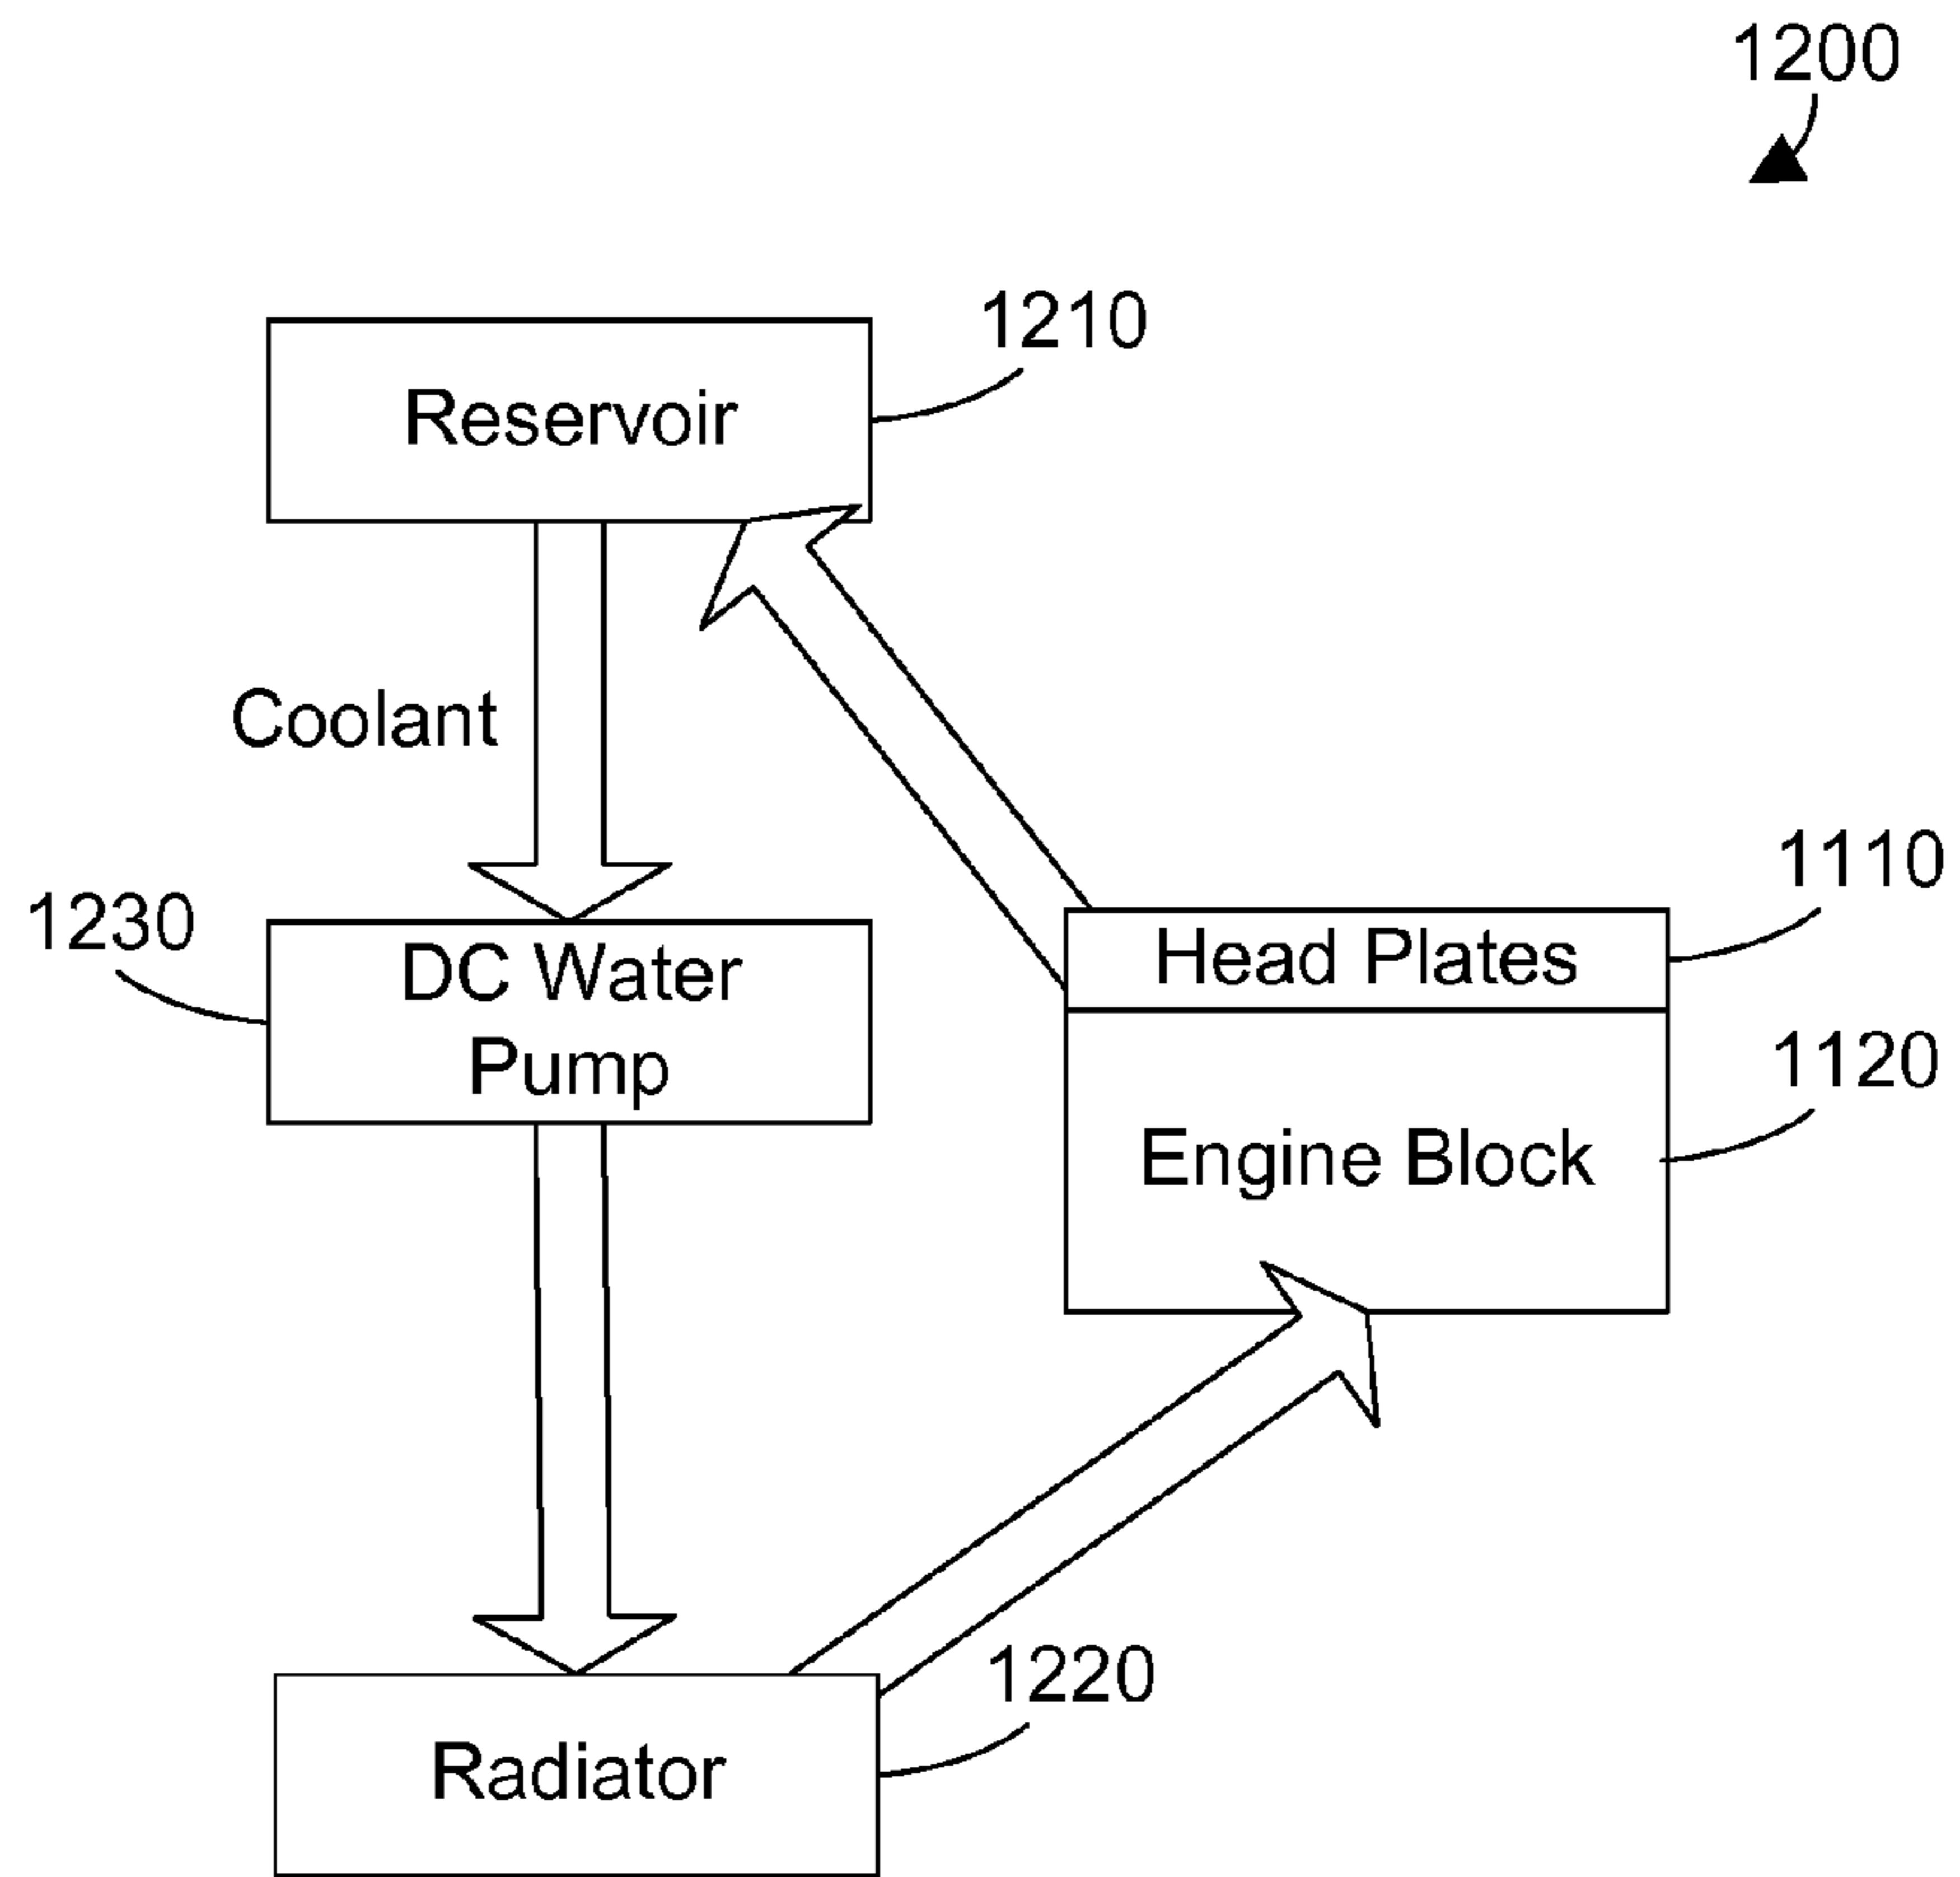 1200
1210
Reservoir
Coolant
1110
1230
DC Water
Pump
Head Plates
1120
Engine Block
1220
Radiator